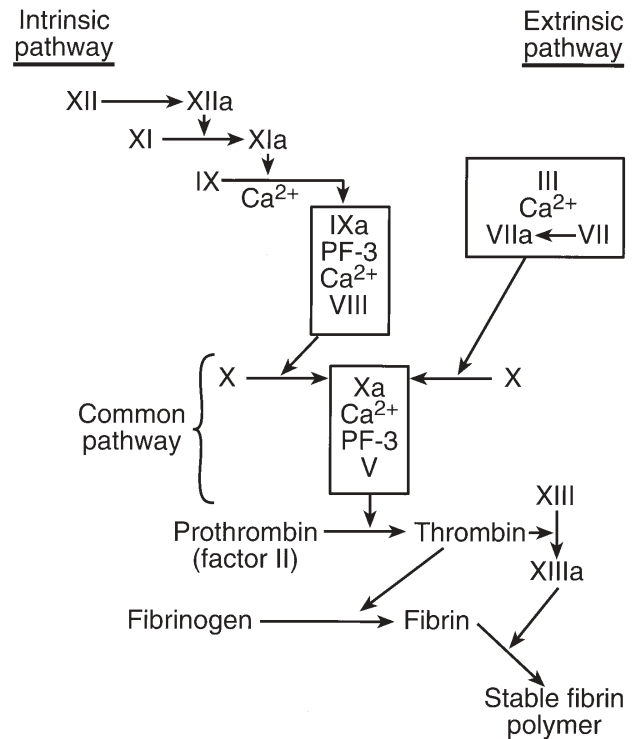 Intrinsic
pathway
Extrinsic
pathway
XII
XIIa
XI
XIa
IX
Ca²⁺
IXa
PF-3
Ca²⁺
VIII
III
Ca²⁺
VIIa
VII
Common
pathway
X
Xa
Ca²⁺
PF-3
V
X
Prothrombin
(factor II)
Thrombin
XIII
XIIIa
Fibrinogen
Fibrin
Stable fibrin
polymer